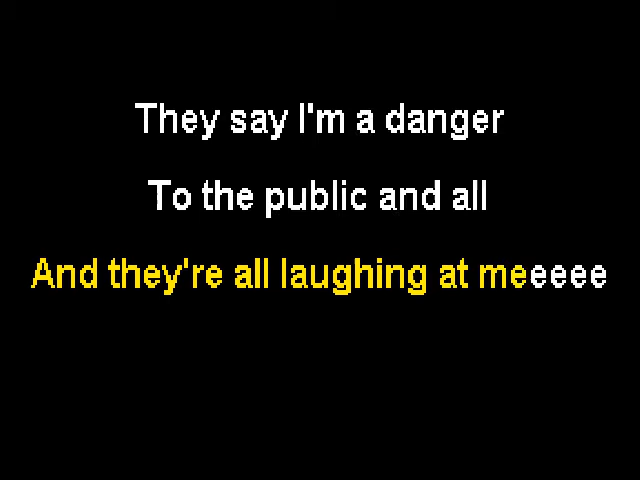 They say I'm a danger
To the public and all
And they're all laughing at meeeee